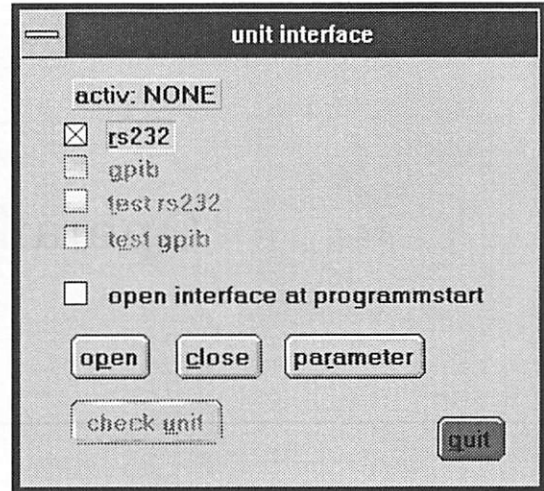 unit interface
activ: NONE
rs232
gpib
test rs232
test gpib
open interface at programmstart
open close parameter
check unit
quit